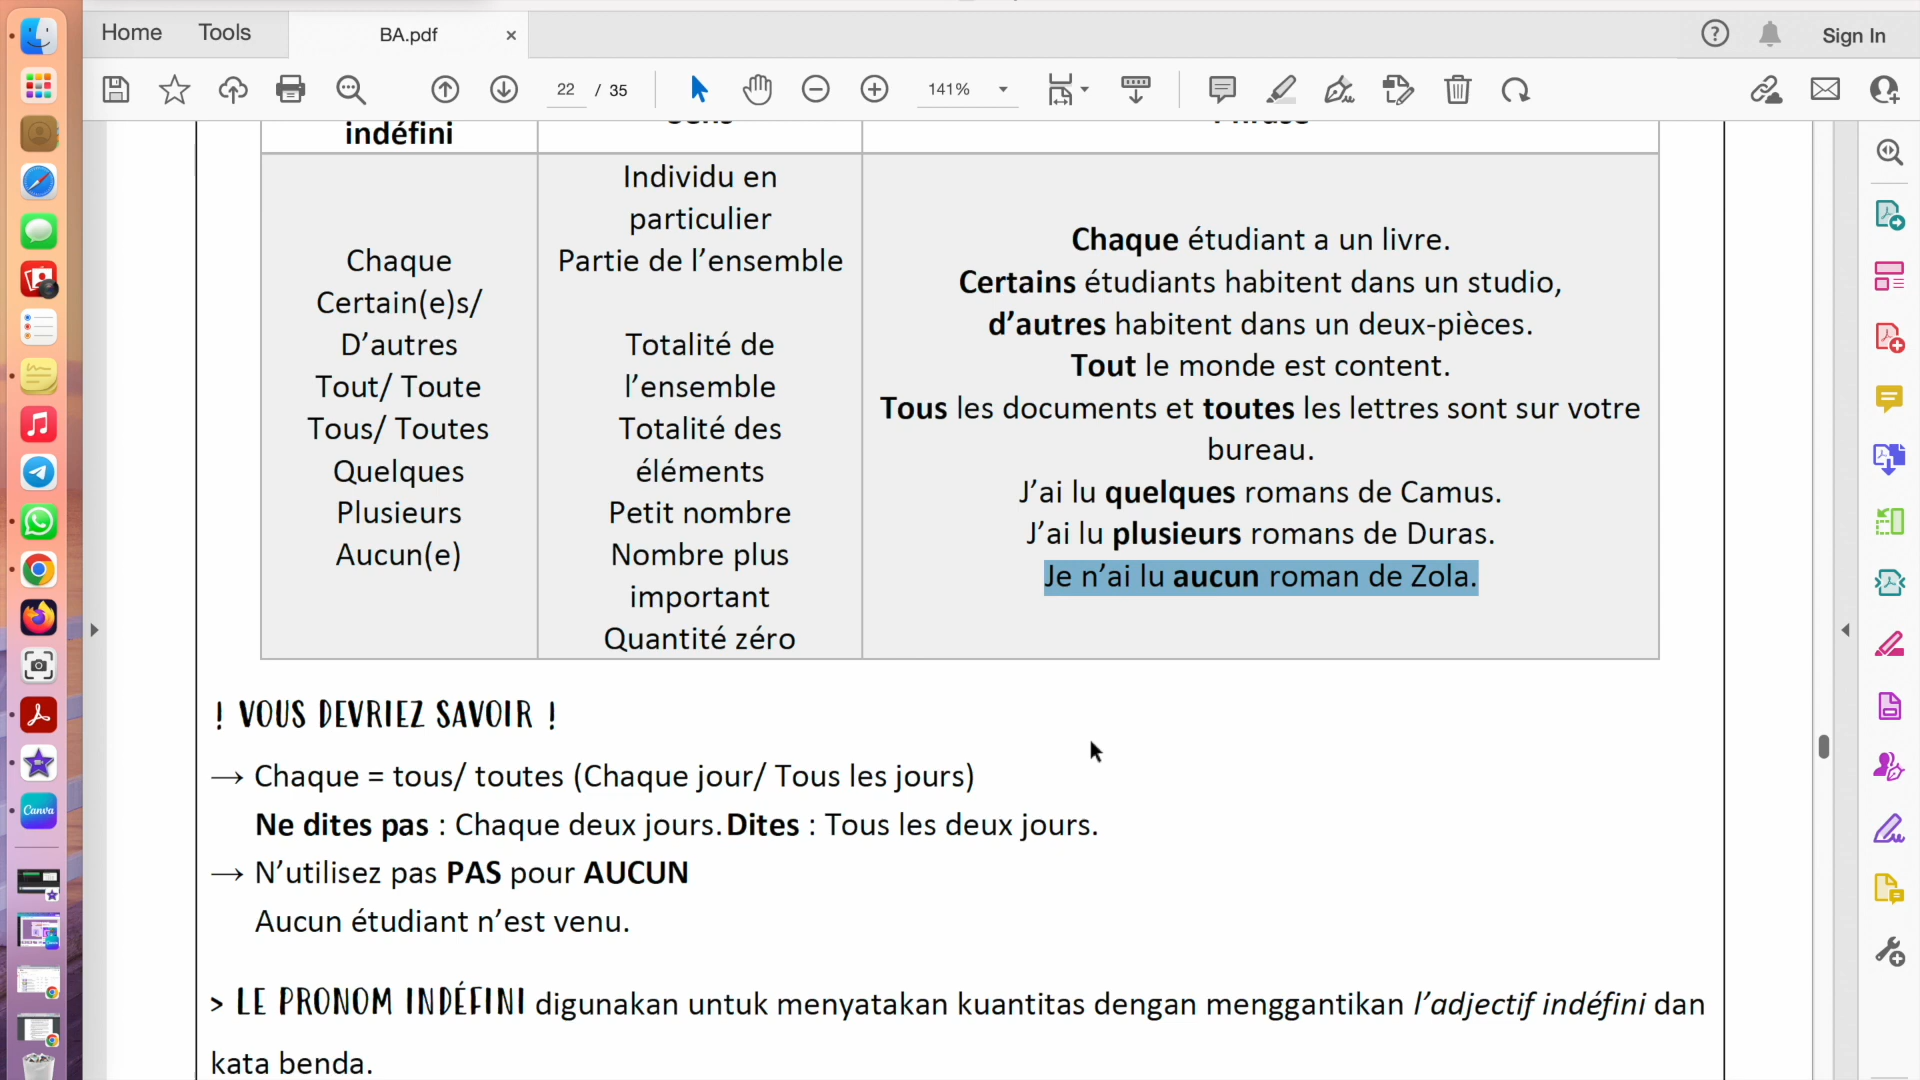 Home Tools BA.pdf × Sign In
22 / 35 141%
indéfini
Individu en
particulier
Partie de l’ensemble
Totalité de
l’ensemble
Totalité des
éléments
Petit nombre
Nombre plus
important
Quantité zéro
Chaque
Certain(e)s/
D’autres
Tout/ Toute
Tous/ Toutes
Quelques
Plusieurs
Aucun(e)
Chaque étudiant a un livre.
Certains étudiants habitent dans un studio,
d’autres habitent dans un deux-pièces.
Tout le monde est content.
Tous les documents et toutes les lettres sont sur votre
bureau.
J’ai lu quelques romans de Camus.
J’ai lu plusieurs romans de Duras.
Je n’ai lu aucun roman de Zola.
! VOUS DEVRIEZ SAVOIR !
→ Chaque = tous/ toutes (Chaque jour/ Tous les jours)
Ne dites pas : Chaque deux jours. Dites : Tous les deux jours.
→ N’utilisez pas PAS pour AUCUN
Aucun étudiant n’est venu.
> LE PRONOM INDÉFINI digunakan untuk menyatakan kuantitas dengan menggantikan l’adjectif indéfini dan
kata benda.
Canva